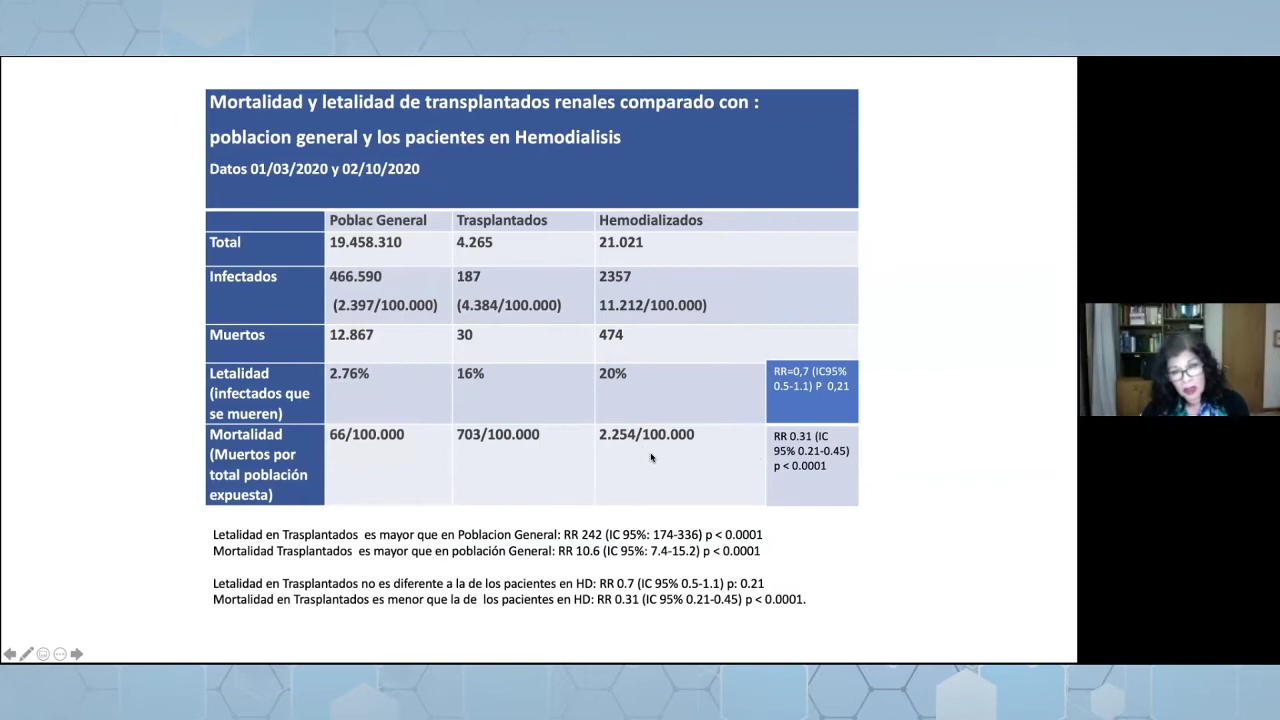 Mortalidad y letalidad de transplantados renales comparado con :
poblacion general y los pacientes en Hemodialisis
Datos 01/03/2020 y 02/10/2020
Poblac General Trasplantados Hemodializados
Total 19.458.310 4.265 21.021
Infectados 466.590 187 2357
(2.397/100.000) (4.384/100.000) 11.212/100.000)
Muertos 12.867 30 474
Letalidad 2.76% 16% 20%
(infectados que
se mueren)
RR=0,7 (IC95%
0.5-1.1) P 0,21
Mortalidad 66/100.000 703/100.000 2.254/100.000
(Muertos por
total población
expuesta)
RR 0.31 (IC
95% 0.21-0.45)
p < 0.0001
Letalidad en Trasplantados es mayor que en Poblacion General: RR 242 (IC 95%: 174-336) p < 0.0001
Mortalidad Trasplantados es mayor que en población General: RR 10.6 (IC 95%: 7.4-15.2) p < 0.0001
Letalidad en Trasplantados no es diferente a la de los pacientes en HD: RR 0.7 (IC 95% 0.5-1.1) p: 0.21
Mortalidad en Trasplantados es menor que la de los pacientes en HD: RR 0.31 (IC 95% 0.21-0.45) p < 0.0001.